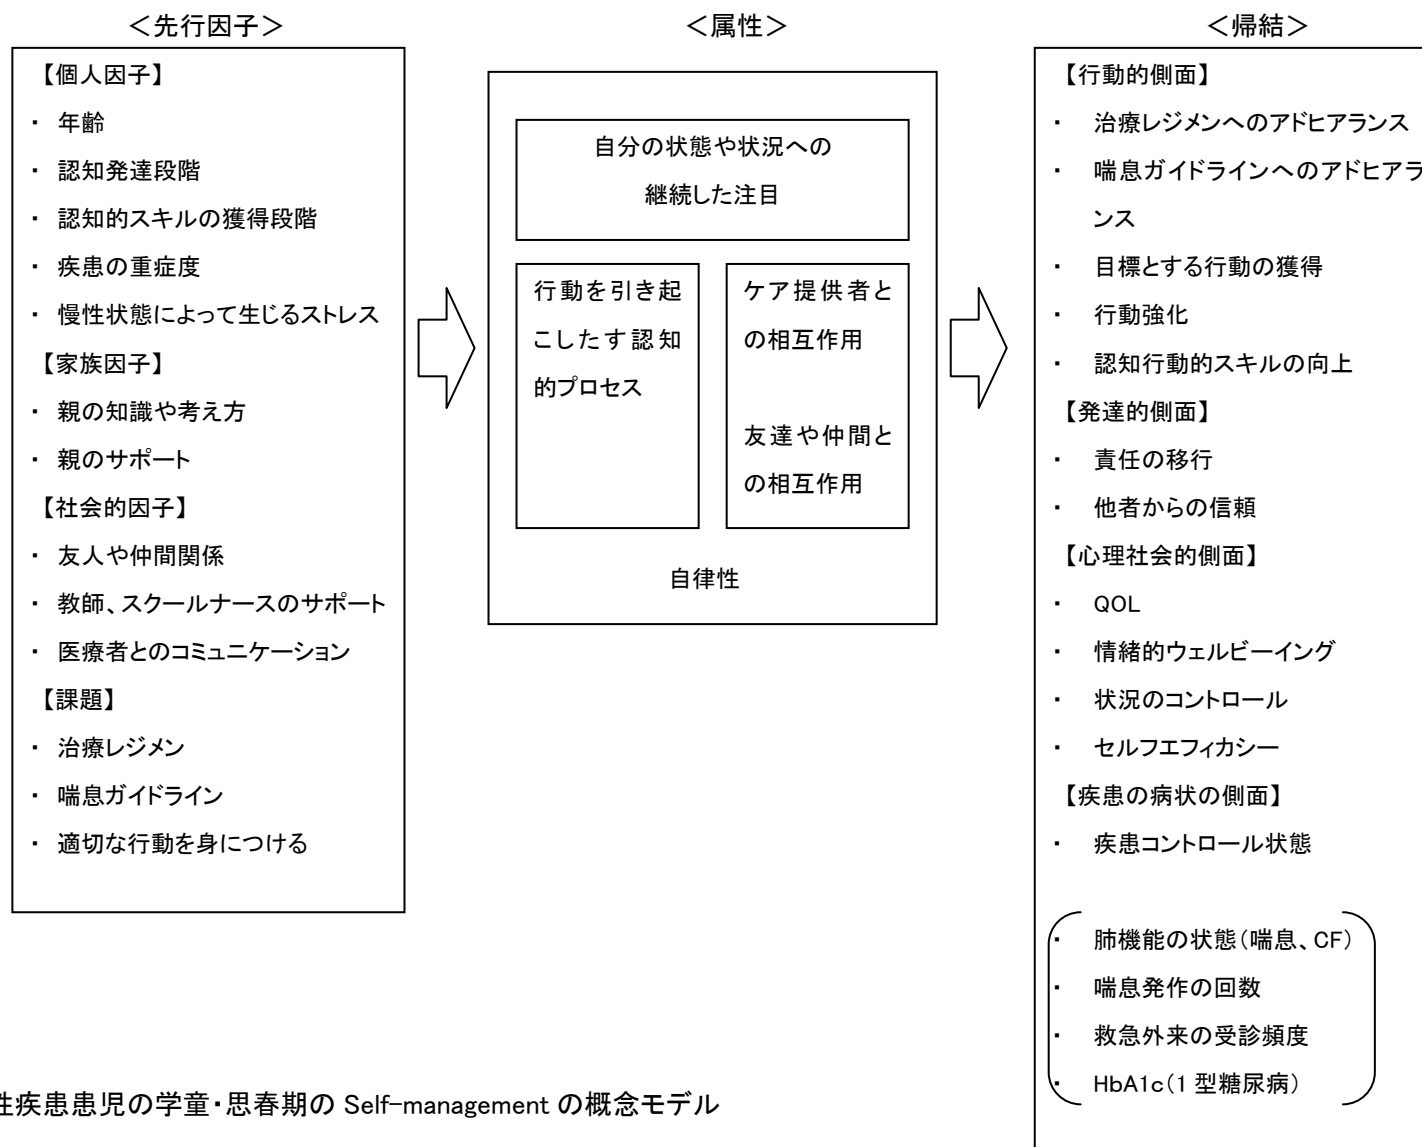 ＜先行因子＞
【個人因子】
・ 年齢
・ 認知発達段階
・ 認知的スキルの獲得段階
・ 疾患の重症度
・ 慢性状態によって生じるストレス
【家族因子】
・ 親の知識や考え方
・ 親のサポート
【社会的因子】
・ 友人や仲間関係
・ 教師、スクールナースのサポート
・ 医療者とのコミュニケーション
【課題】
・ 治療レジメン
・ 喘息ガイドライン
・ 適切な行動を身につける
＜属性＞
自分の状態や状況への
継続した注目
行動を引き起
こしたす認知
的プロセス
ケア提供者と
の相互作用
友達や仲間と
の相互作用
自律性
＜帰結＞
【行動的側面】
・ 治療レジメンへのアドヒアランス
・ 喘息ガイドラインへのアドヒアラ
ンス
・ 目標とする行動の獲得
・ 行動強化
・ 認知行動的スキルの向上
【発達的側面】
・ 責任の移行
・ 他者からの信頼
【心理社会的側面】
・ QOL
・ 情緒的ウェルビーイング
・ 状況のコントロール
・ セルフエフィカシー
【疾患の病状の側面】
・ 疾患コントロール状態
・ 肺機能の状態（喘息、CF）
・ 喘息発作の回数
・ 救急外来の受診頻度
・ HbA1c（1 型糖尿病）
性疾患患児の学童・思春期の Self-management の概念モデル